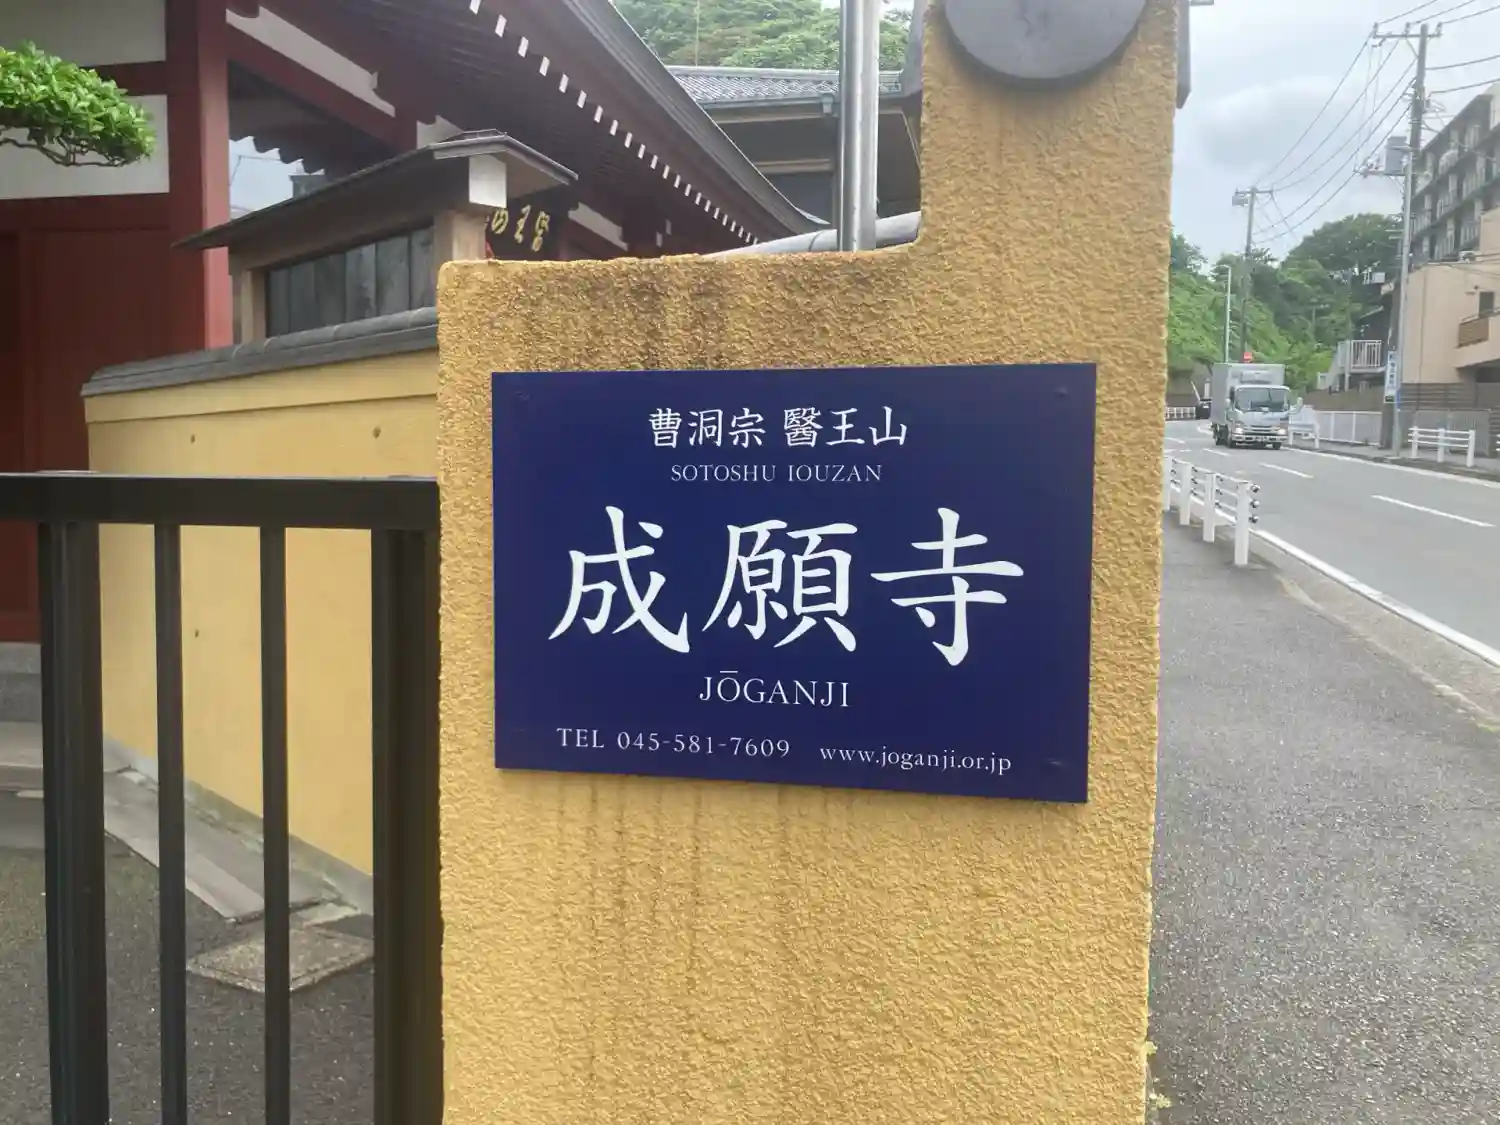 曹洞宗 醫王山
SOTOSHU IOUZAN
成願寺
JŌGANJI
TEL 045-581-7609 www.joganji.or.jp